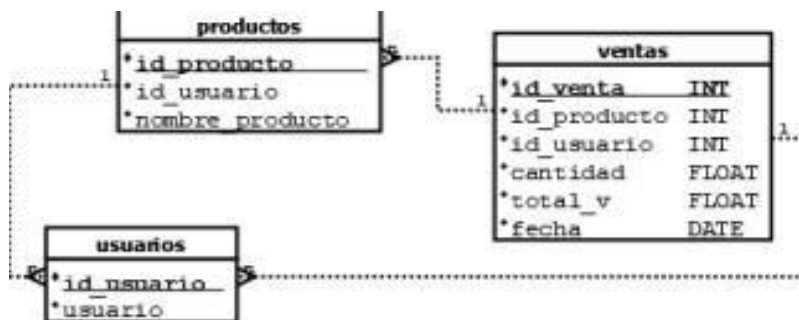 productos
*id_producto
*id_usuario
*nombre_producto
1
1
1
ventas
*id_venta INT
*id_producto INT
*id_usuario INT
*cantidad FLOAT
*total_v FLOAT
*fecha DATE
usuarios
*id_usuario
*usuario